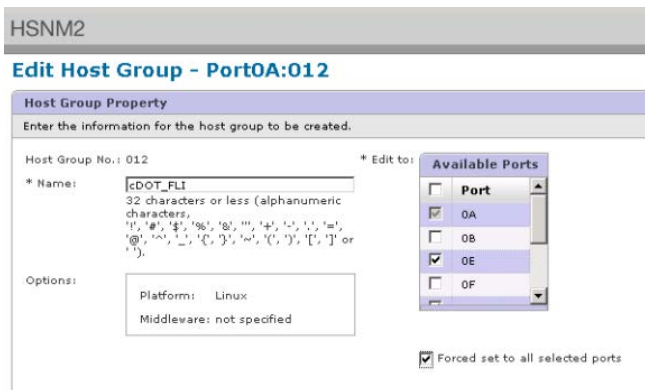 HSNM2
Edit Host Group - Port0A:012
Host Group Property
Enter the information for the host group to be created.
Host Group No.: 012
* Name:
cDOT_FLI
32 characters or less (alphanumeric
characters,
'!', '#', '$', '%', '&', ''', '+', '-', '.', '=',
'@', '^', '_', '{', '}', '~', '(', ')', '[', ']' or
' ').
Options:
Platform: Linux
Middleware: not specified
* Edit to:
Available Ports
Port
0A
0B
0E
0F
Forced set to all selected ports